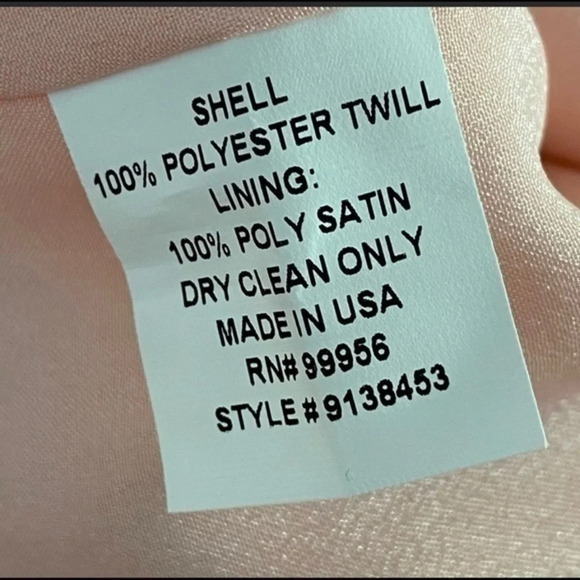 SHELL
100% POLYESTER TWILL
LINING:
100% POLY SATIN
DRY CLEAN ONLY
MADE IN USA
RN# 99956
STYLE # 9138453